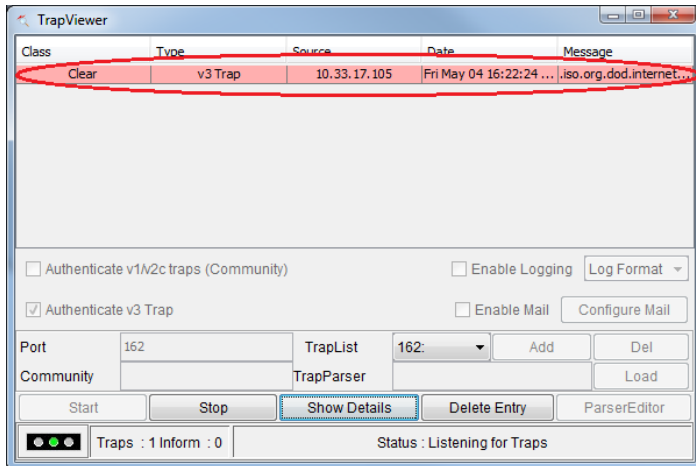 TrapViewer
Class Type Source Date Message
Clear v3 Trap 10.33.17.105 Fri May 04 16:22:24 ... .iso.org.dod.internet...
Authenticate v1/v2c traps (Community) Enable Logging Log Format
Authenticate v3 Trap Enable Mail Configure Mail
Port 162 TrapList 162: Add Del
Community TrapParser Load
Start Stop Show Details Delete Entry ParserEditor
Traps : 1 Inform : 0 Status : Listening for Traps